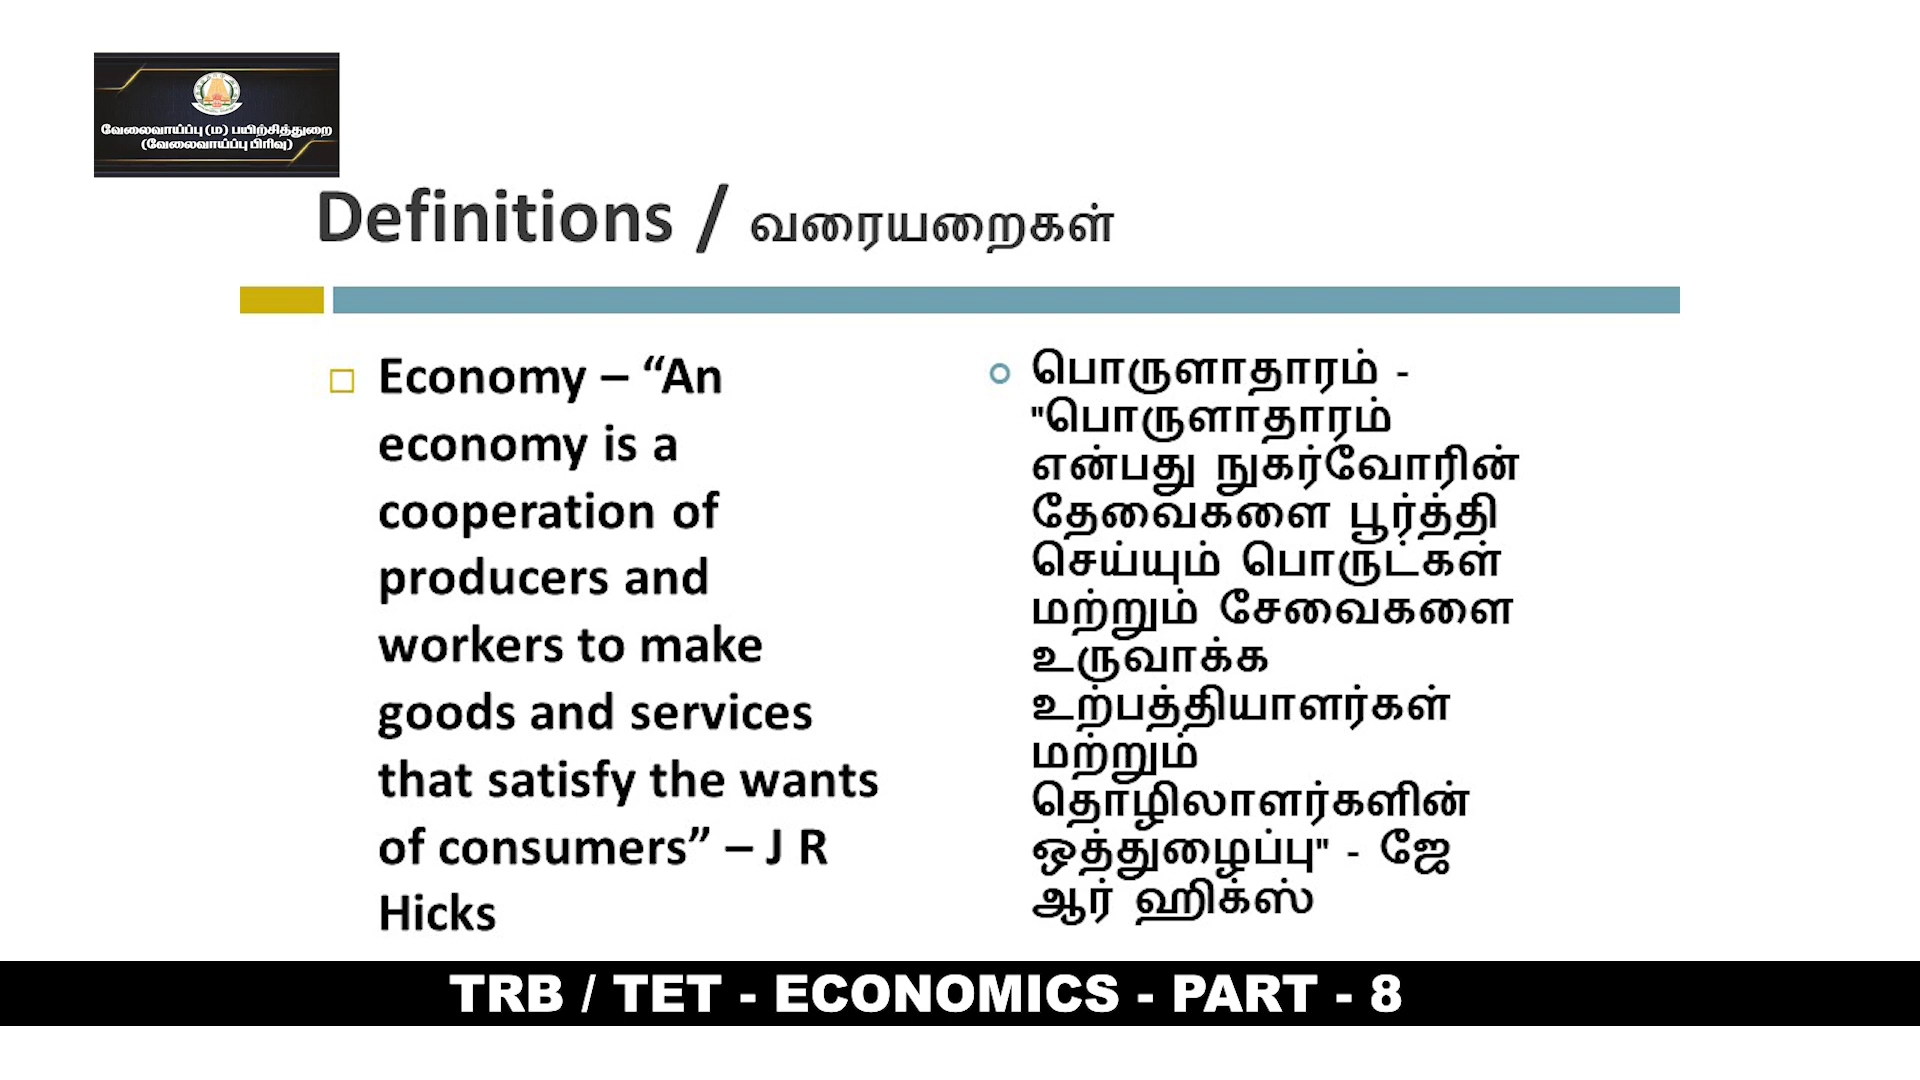 வேலைவாய்ப்பு (ம) பயிற்சித்துறை
(வேலைவாய்ப்பு பிரிவு)
Definitions / வரையறைகள்
Economy – “An
economy is a
cooperation of
producers and
workers to make
goods and services
that satisfy the wants
of consumers” – J R
Hicks
பொருளாதாரம் -
"பொருளாதாரம்
என்பது நுகர்வோரின்
தேவைகளை பூர்த்தி
செய்யும் பொருட்கள்
மற்றும் சேவைகளை
உருவாக்க
உற்பத்தியாளர்கள்
மற்றும்
தொழிலாளர்களின்
ஒத்துழைப்பு" - ஜே
ஆர் ஹிக்ஸ்
TRB / TET - ECONOMICS - PART - 8